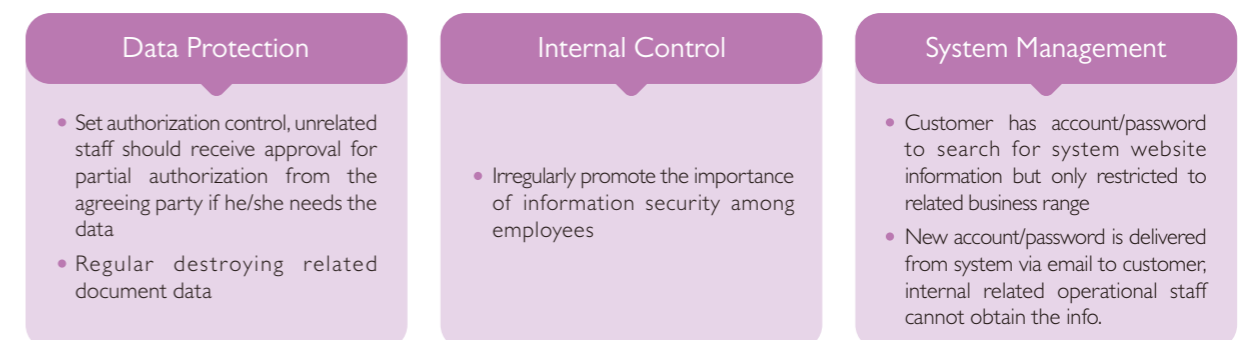 Data Protection
• Set authorization control, unrelated
staff should receive approval for
partial authorization from the
agreeing party if he/she needs the
data
• Regular destroying related
document data
Internal Control
• Irregularly promote the importance
of information security among
employees
System Management
• Customer has account/password
to search for system website
information but only restricted to
related business range
• New account/password is delivered
from system via email to customer,
internal related operational staff
cannot obtain the info.